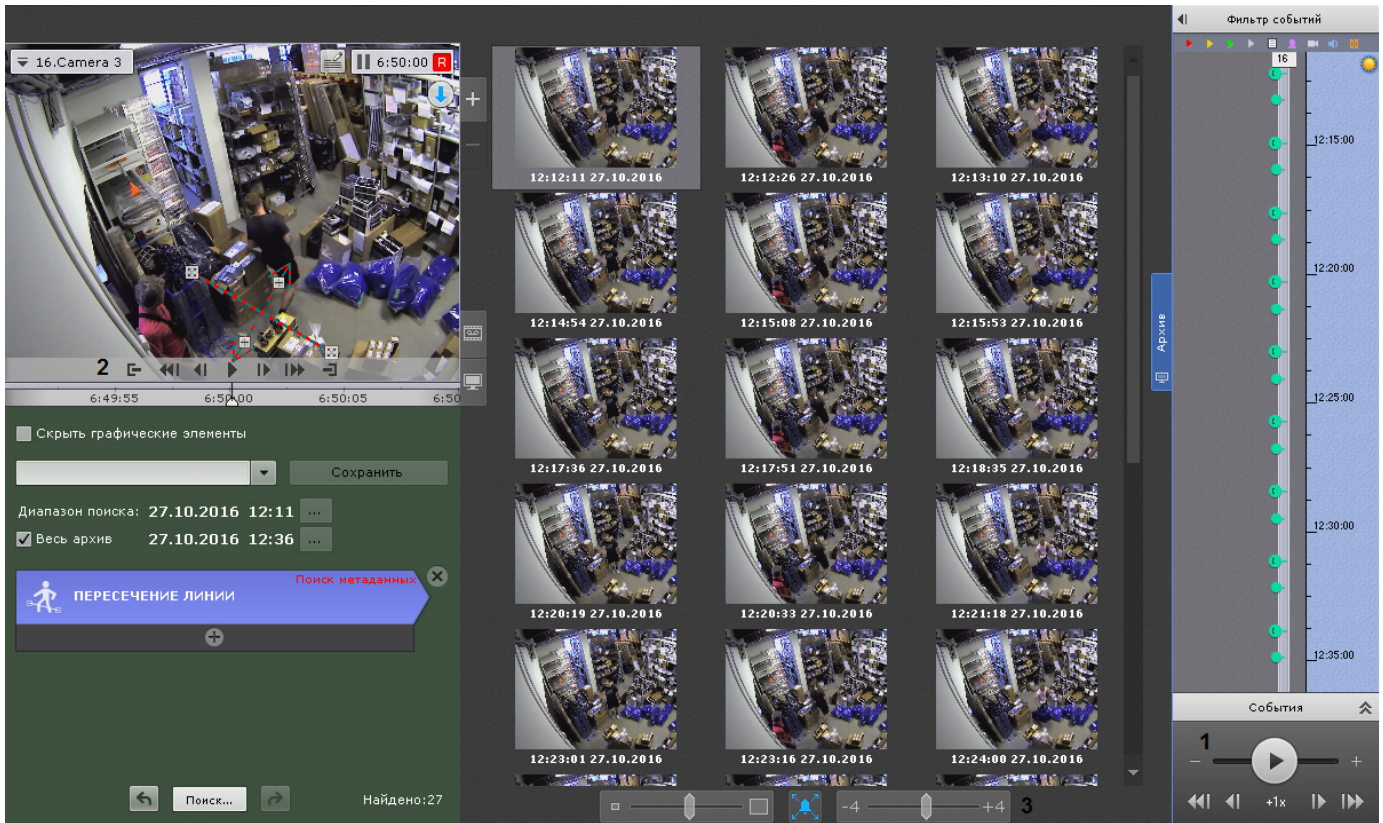 16.Camera 3
6:50:00 R
2
6:49:55 6:50:00 6:50:05 6:50
Скрыть графические элементы
Сохранить
Диапазон поиска: 27.10.2016 12:11 ...
Весь архив 27.10.2016 12:36 ...
Поиск метаданных
ПЕРЕСЕЧЕНИЕ ЛИНИИ
Поиск...
Найдено:27
12:12:11 27.10.2016 12:12:26 27.10.2016 12:13:10 27.10.2016
12:14:54 27.10.2016 12:15:08 27.10.2016 12:15:53 27.10.2016
12:17:36 27.10.2016 12:17:51 27.10.2016 12:18:35 27.10.2016
12:20:19 27.10.2016 12:20:33 27.10.2016 12:21:18 27.10.2016
12:23:01 27.10.2016 12:23:16 27.10.2016 12:24:00 27.10.2016
-4 +4 3
Архив
Фильтр событий
16
12:15:00
12:20:00
12:25:00
12:30:00
12:35:00
События
1
− +
+1x